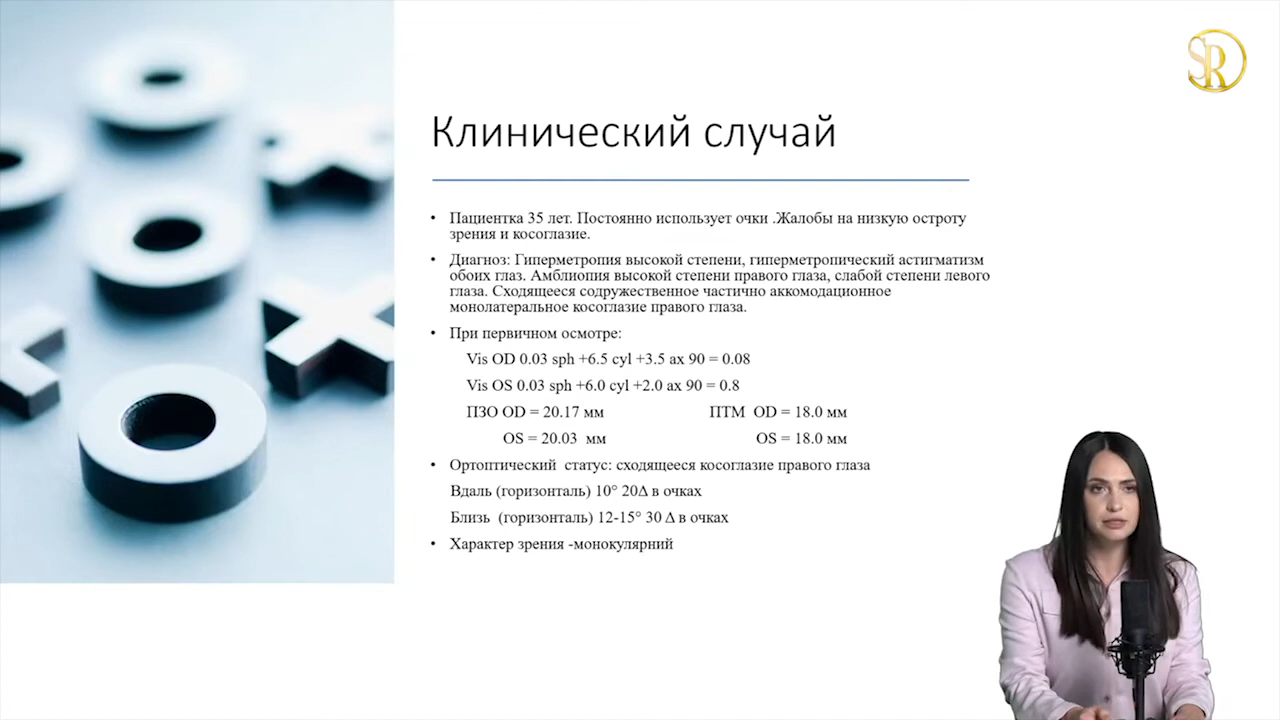 SR
Клинический случай
• Пациентка 35 лет. Постоянно использует очки .Жалобы на низкую остроту
зрения и косоглазие.
• Диагноз: Гиперметропия высокой степени, гиперметропический астигматизм
обоих глаз. Амблиопия высокой степени правого глаза, слабой степени левого
глаза. Сходящееся содружественное частично аккомодационное
монолатеральное косоглазие правого глаза.
• При первичном осмотре:
Vis OD 0.03 sph +6.5 cyl +3.5 ax 90 = 0.08
Vis OS 0.03 sph +6.0 cyl +2.0 ax 90 = 0.8
ПЗО OD = 20.17 мм ПТМ OD = 18.0 мм
OS = 20.03 мм OS = 18.0 мм
• Ортоптический статус: сходящееся косоглазие правого глаза
Вдаль (горизонталь) 10° 20Δ в очках
Близь (горизонталь) 12-15° 30 Δ в очках
• Характер зрения -монокулярний